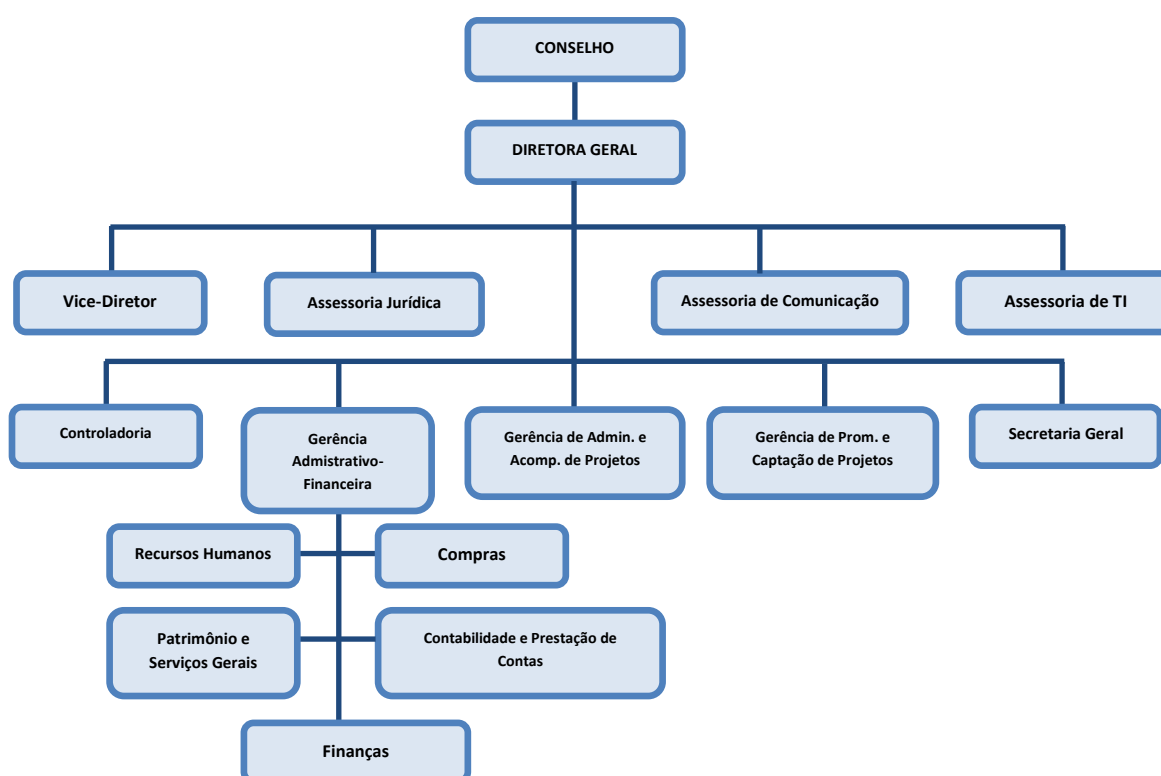 CONSELHO
DIRETORA GERAL
Vice-Diretor
Assessoria Jurídica
Assessoria de Comunicação
Assessoria de TI
Controladoria
Gerência
Admistrativo-
Financeira
Gerência de Admin. e
Acomp. de Projetos
Gerência de Prom. e
Captação de Projetos
Secretaria Geral
Recursos Humanos
Compras
Patrimônio e
Serviços Gerais
Contabilidade e Prestação de
Contas
Finanças